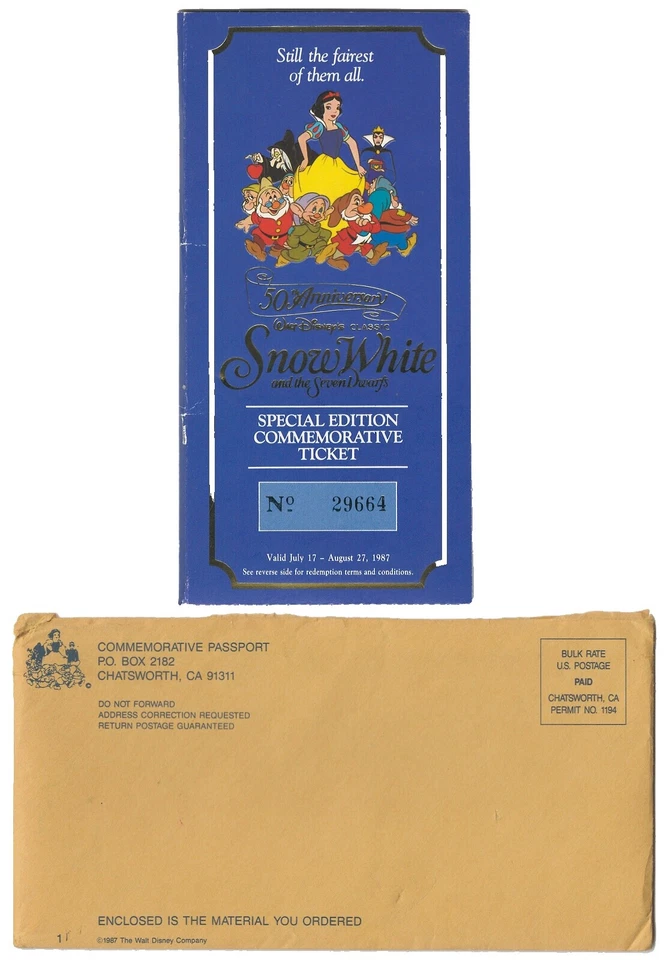 Still the fairest
of them all.
50th Anniversary
Walt Disney's CLASSIC
Snow White
and the Seven Dwarfs
SPECIAL EDITION
COMMEMORATIVE
TICKET
Nº 29664
Valid July 17 – August 27, 1987
See reverse side for redemption terms and conditions.
COMMEMORATIVE PASSPORT
P.O. BOX 2182
CHATSWORTH, CA 91311
DO NOT FORWARD
ADDRESS CORRECTION REQUESTED
RETURN POSTAGE GUARANTEED
BULK RATE
U.S. POSTAGE
PAID
CHATSWORTH, CA
PERMIT NO. 1194
ENCLOSED IS THE MATERIAL YOU ORDERED
©1987 The Walt Disney Company